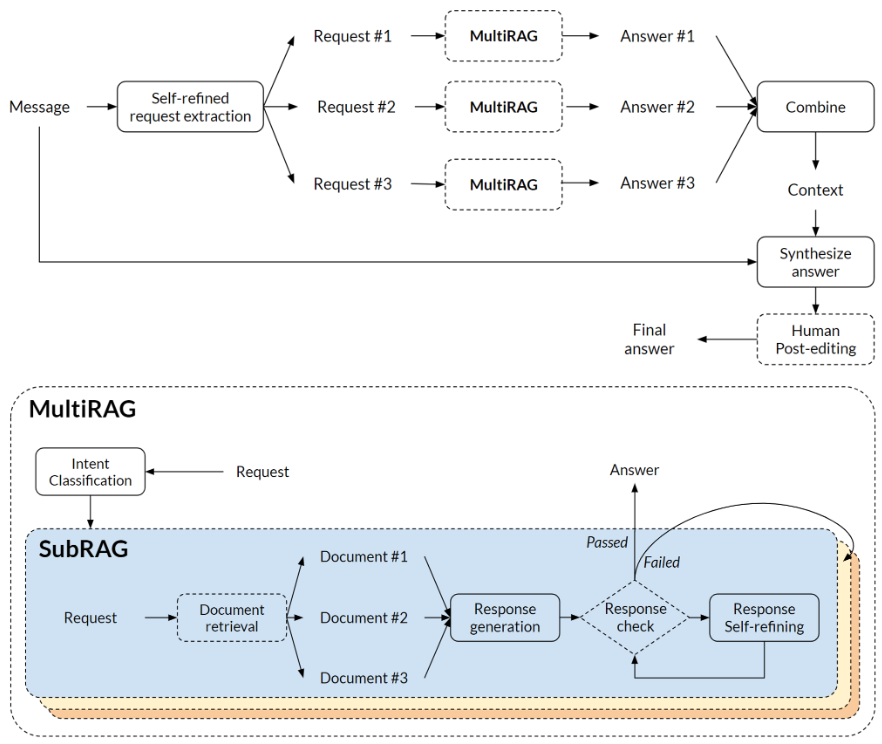 Request #1
MultiRAG
Answer #1
Message
Self-refined
request extraction
Request #2
MultiRAG
Answer #2
Combine
Request #3
MultiRAG
Answer #3
Context
Synthesize
answer
Final
answer
Human
Post-editing
MultiRAG
Intent
Classification
Request
Answer
SubRAG
Passed
Failed
Document #1
Request
Document
retrieval
Document #2
Response
generation
Response
check
Response
Self-refining
Document #3